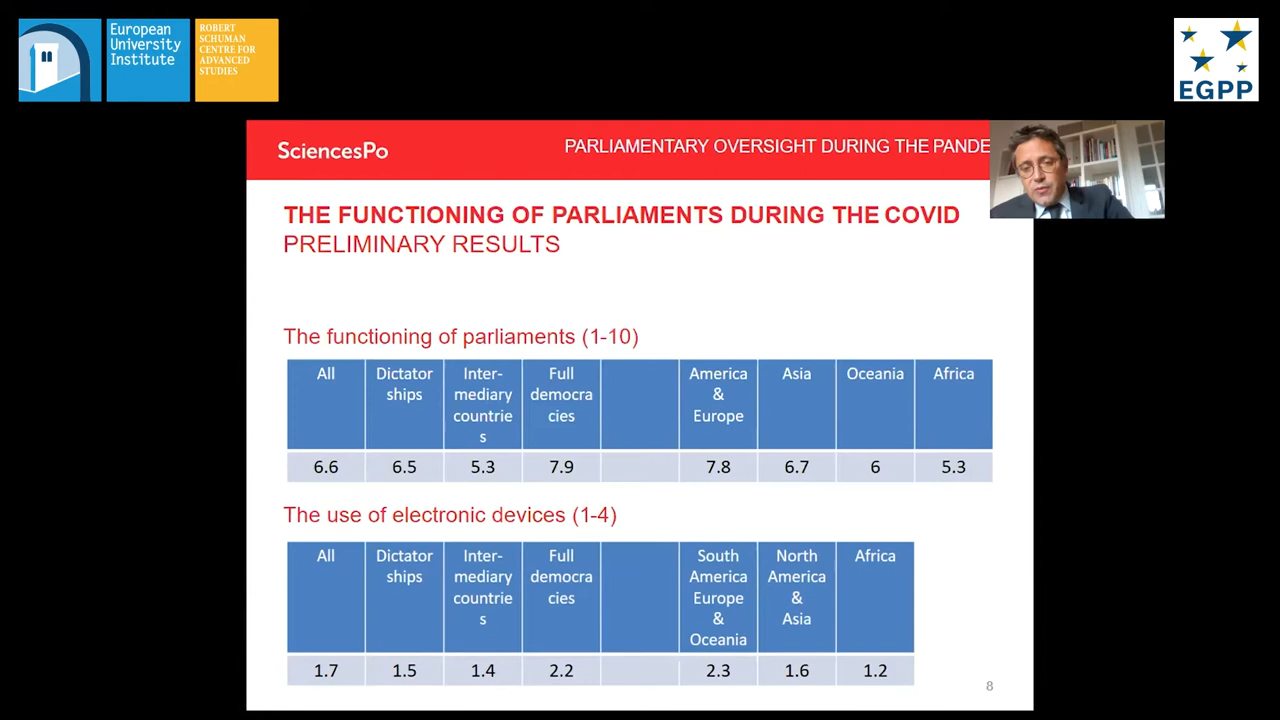 European
University
Institute
ROBERT
SCHUMAN
CENTRE FOR
ADVANCED
STUDIES
EGPP
SciencesPo
PARLIAMENTARY OVERSIGHT DURING THE PANDE
THE FUNCTIONING OF PARLIAMENTS DURING THE COVID
PRELIMINARY RESULTS
The functioning of parliaments (1-10)
All
Dictator
ships
Inter-
mediary
countrie
s
Full
democra
cies
America
&
Europe
Asia
Oceania
Africa
6.6 6.5 5.3 7.9 7.8 6.7 6 5.3
The use of electronic devices (1-4)
All
Dictator
ships
Inter-
mediary
countrie
s
Full
democra
cies
South
America
Europe
&
Oceania
North
America
&
Asia
Africa
1.7 1.5 1.4 2.2 2.3 1.6 1.2
8